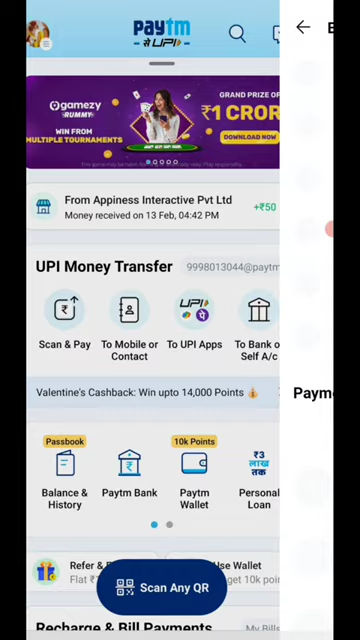 paytm
से UPI
gamezy
RUMMY
WIN FROM
MULTIPLE TOURNAMENTS
GRAND PRIZE OF
₹1 CROR
DOWNLOAD NOW
From Appiness Interactive Pvt Ltd
Money received on 13 Feb, 04:42 PM
+₹50
UPI Money Transfer
9998013044@paytm
Scan & Pay
To Mobile or
Contact
UPI
To UPI Apps
To Bank or
Self A/c
Valentine's Cashback: Win upto 14,000 Points
Passbook
Balance &
History
Paytm Bank
10k Points
Paytm
Wallet
₹3
लाख
तक
Personal
Loan
Refer &
Flat ₹
Use Wallet
get 10k poin
Scan Any QR
Recharge & Bill Payments
My Bills
Paym